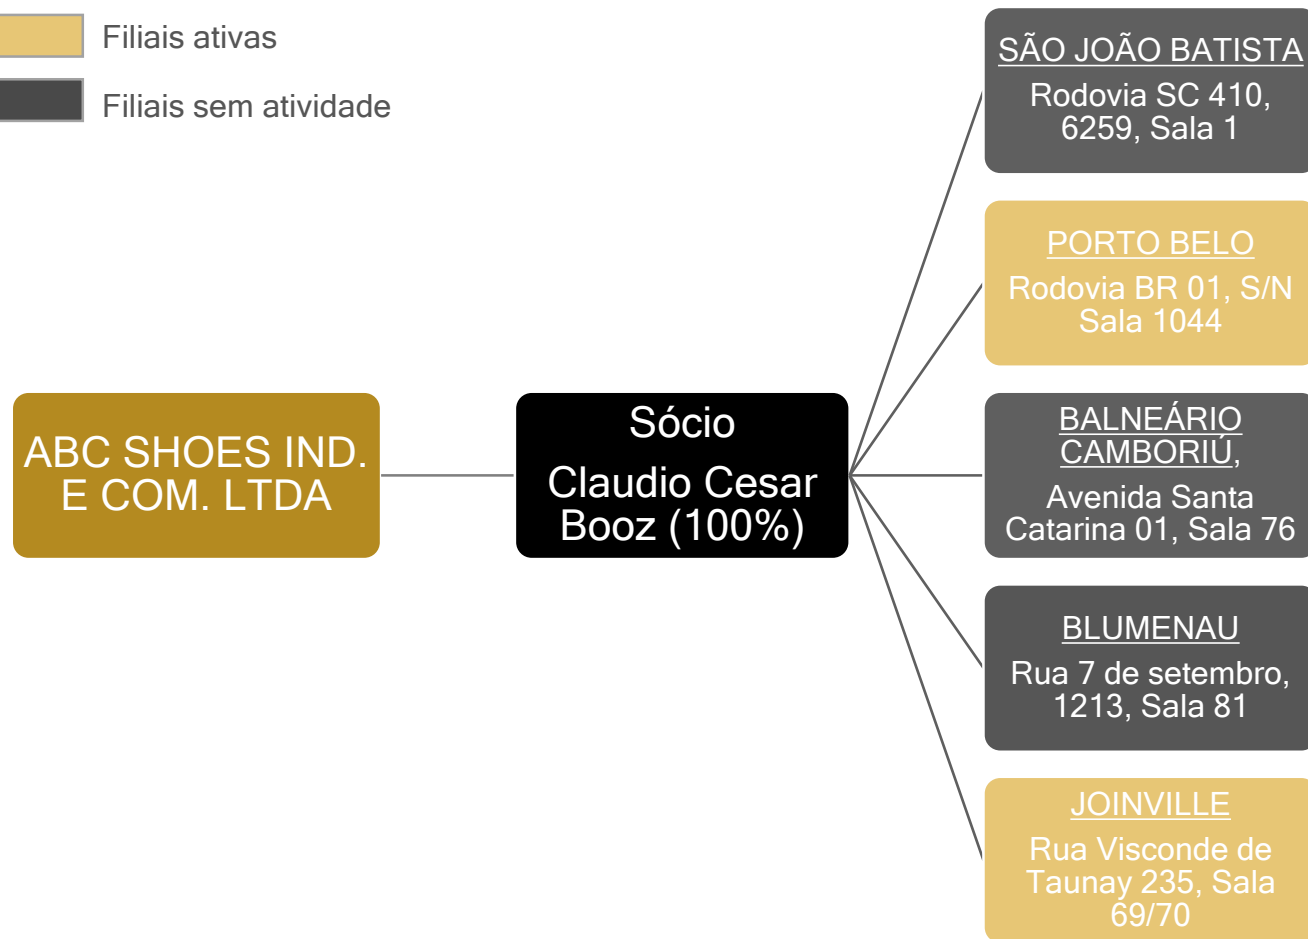 Filiais ativas
Filiais sem atividade
ABC SHOES IND.
E COM. LTDA
Sócio
Claudio Cesar
Booz (100%)
SÃO JOÃO BATISTA
Rodovia SC 410,
6259, Sala 1
PORTO BELO
Rodovia BR 01, S/N
Sala 1044
BALNEÁRIO
CAMBORIÚ,
Avenida Santa
Catarina 01, Sala 76
BLUMENAU
Rua 7 de setembro,
1213, Sala 81
JOINVILLE
Rua Visconde de
Taunay 235, Sala
69/70